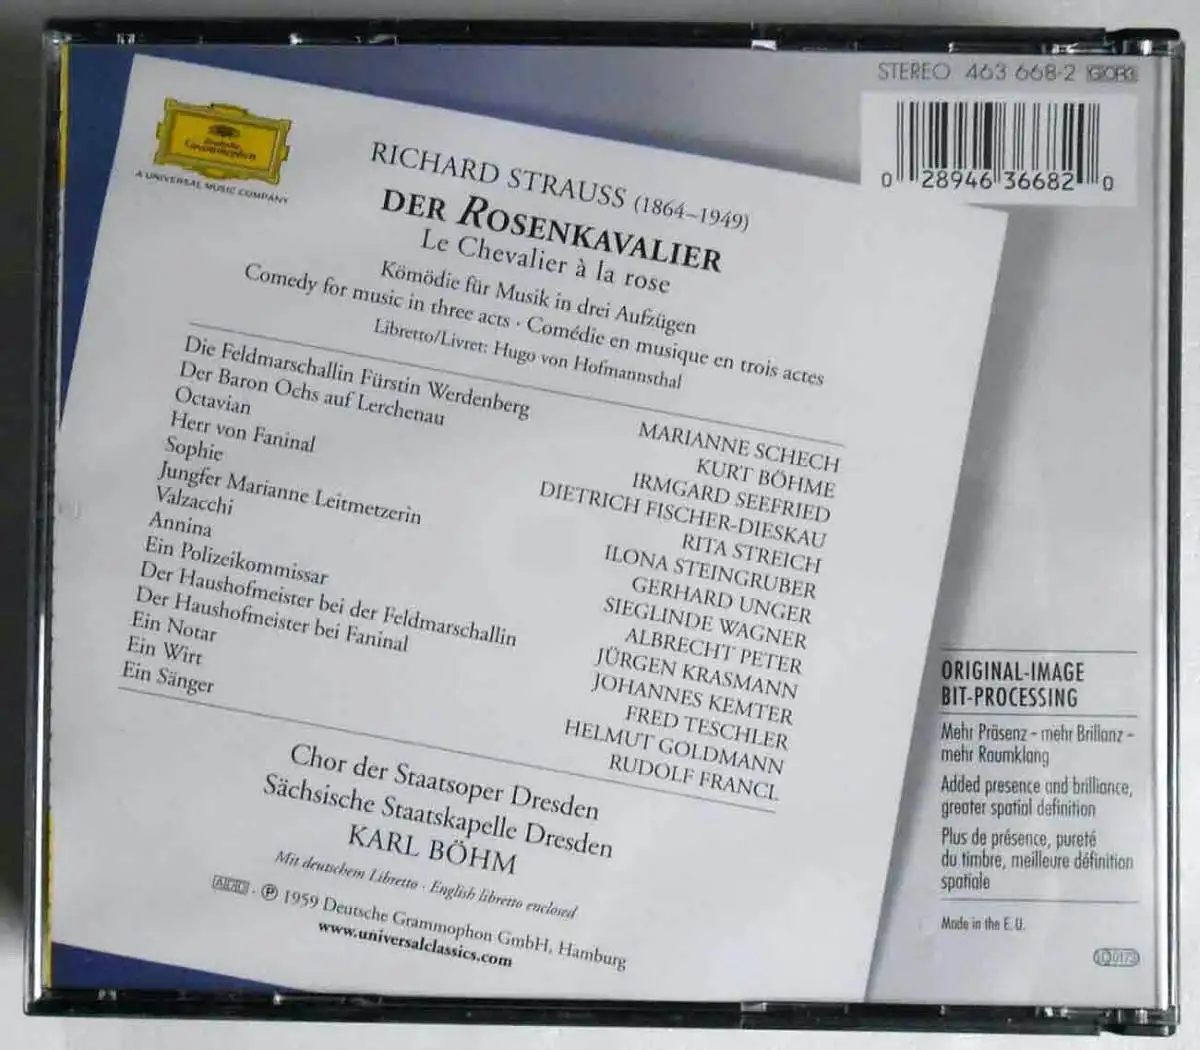 STEREO 463 668-2 GOR3
0 28946 36682 0
Deutsche
Grammophon
A UNIVERSAL MUSIC COMPANY
RICHARD STRAUSS (1864–1949)
DER ROSENKAVALIER
Le Chevalier à la rose
Kömödie für Musik in drei Aufzügen
Comedy for music in three acts · Comédie en musique en trois actes
Libretto/Livret: Hugo von Hofmannsthal
Die Feldmarschallin Fürstin Werdenberg MARIANNE SCHECH
Der Baron Ochs auf Lerchenau KURT BÖHME
Octavian IRMGARD SEEFRIED
Herr von Faninal DIETRICH FISCHER-DIESKAU
Sophie RITA STREICH
Jungfer Marianne Leitmetzerin ILONA STEINGRUBER
Valzacchi GERHARD UNGER
Annina SIEGLINDE WAGNER
Ein Polizeikommissar ALBRECHT PETER
Der Haushofmeister bei der Feldmarschallin JÜRGEN KRASMANN
Der Haushofmeister bei Faninal JOHANNES KEMTER
Ein Notar FRED TESCHLER
Ein Wirt HELMUT GOLDMANN
Ein Sänger RUDOLF FRANCL
Chor der Staatsoper Dresden
Sächsische Staatskapelle Dresden
KARL BÖHM
Mit deutschem Libretto · English libretto enclosed
ADD · ℗ 1959 Deutsche Grammophon GmbH, Hamburg
www.universalclassics.com
ORIGINAL-IMAGE
BIT-PROCESSING
Mehr Präsenz – mehr Brillanz –
mehr Raumklang
Added presence and brilliance,
greater spatial definition
Plus de présence, pureté
du timbre, meilleure définition
spatiale
Made in the E. U.
LC 0173